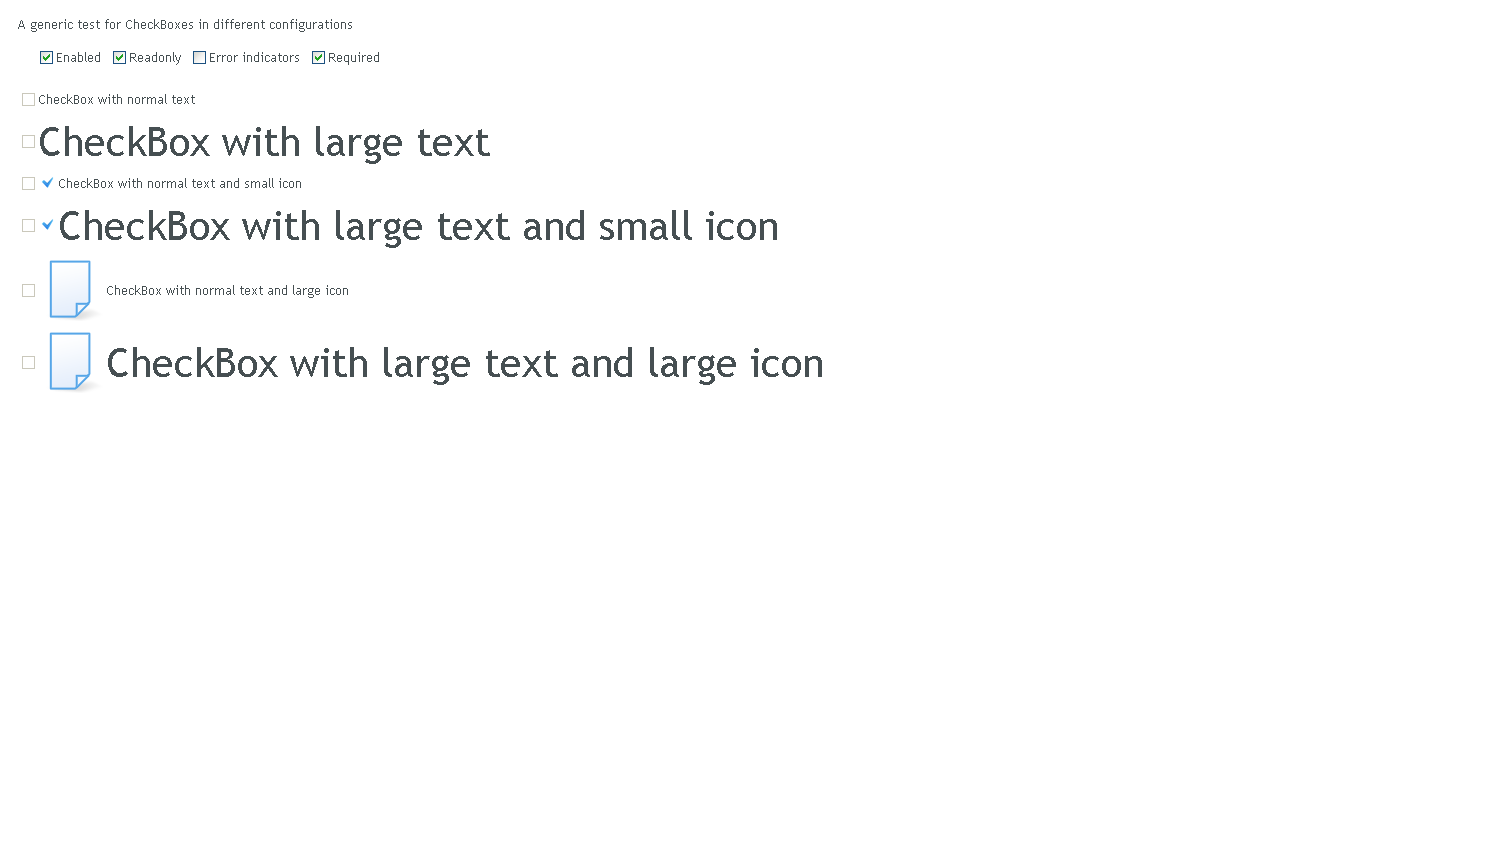 A generic test for CheckBoxes in different configurations
Enabled Readonly Error indicators Required
CheckBox with normal text
CheckBox with large text
CheckBox with normal text and small icon
CheckBox with large text and small icon
CheckBox with normal text and large icon
CheckBox with large text and large icon